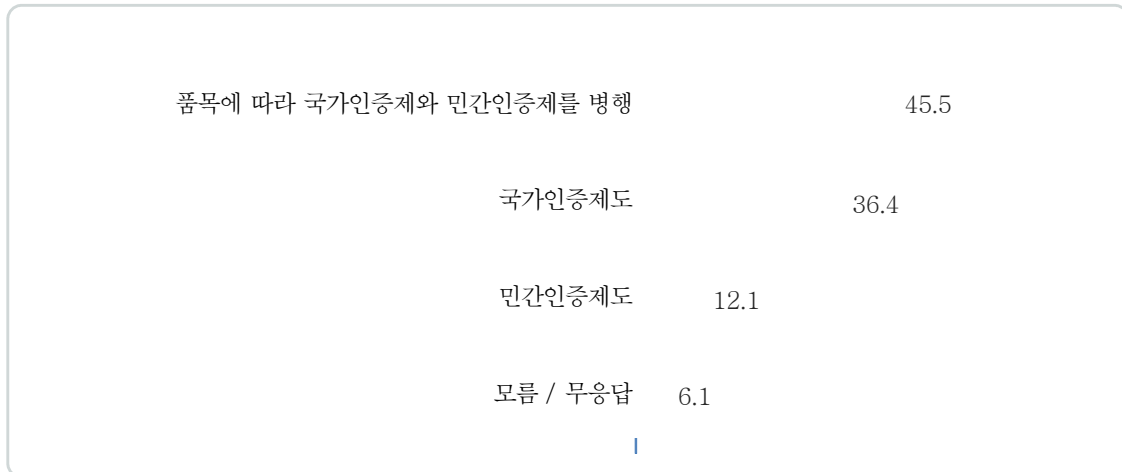 품목에 따라 국가인증제와 민간인증제를 병행 45.5
국가인증제도 36.4
민간인증제도 12.1
모름 / 무응답 6.1